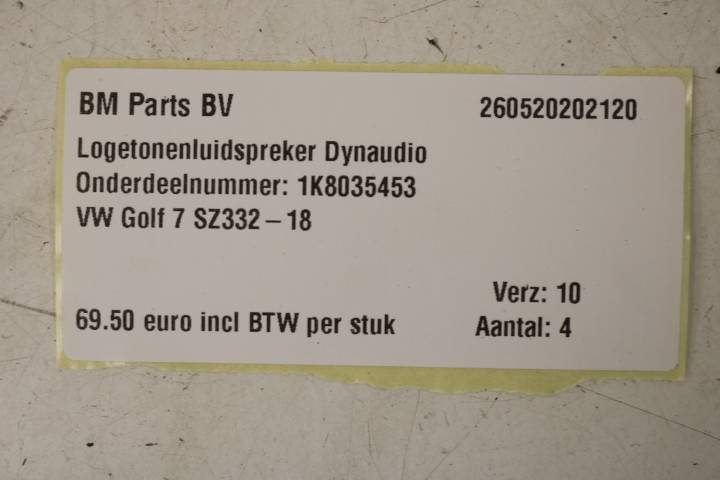 BM Parts BV 260520202120
Logetonenluidspreker Dynaudio
Onderdeelnummer: 1K8035453
VW Golf 7 SZ332-18
Verz: 10
69.50 euro incl BTW per stuk Aantal: 4